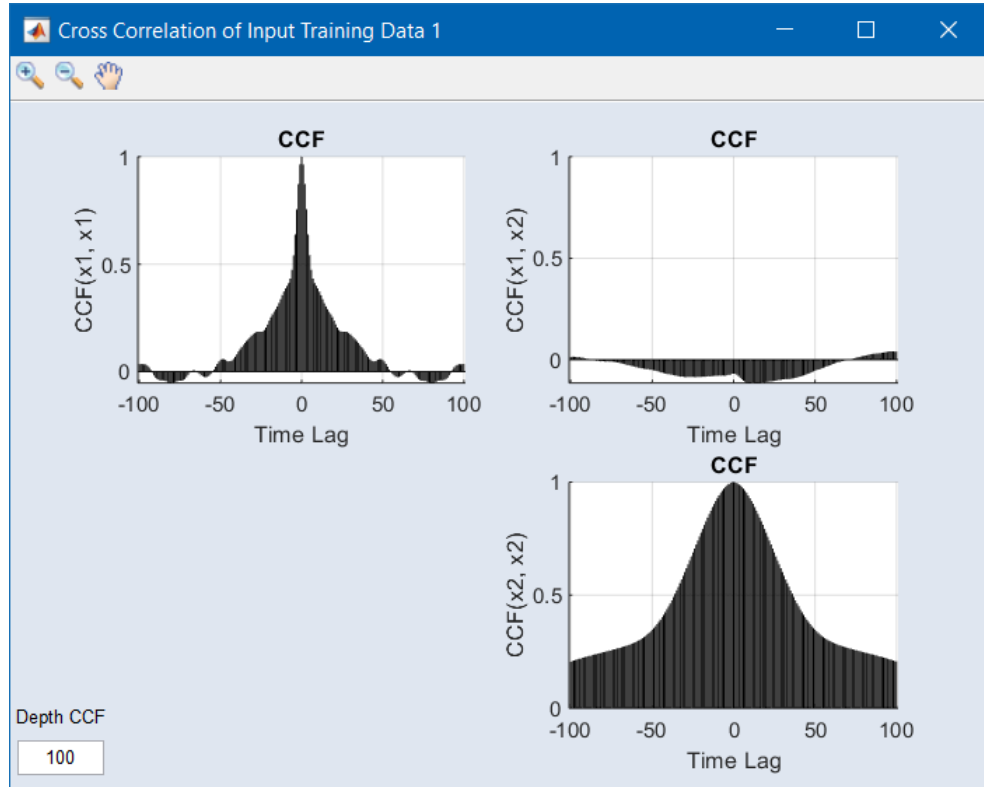 Cross Correlation of Input Training Data 1
CCF
1
0.5
0
CCF(x1, x1)
-100 -50 0 50 100
Time Lag
CCF
1
0.5
0
CCF(x1, x2)
-100 -50 0 50 100
Time Lag
CCF
1
0.5
0
CCF(x2, x2)
-100 -50 0 50 100
Time Lag
Depth CCF
100